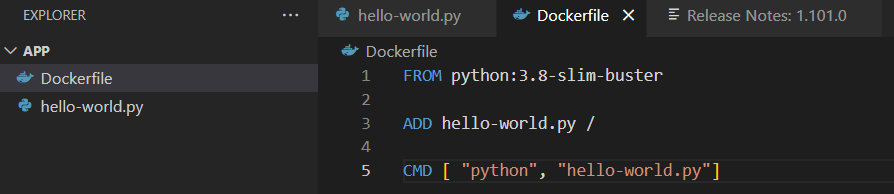 EXPLORER ···
APP
Dockerfile
hello-world.py
hello-world.py Dockerfile Release Notes: 1.101.0
Dockerfile
1 FROM python:3.8-slim-buster
2
3 ADD hello-world.py /
4
5 CMD [ "python", "hello-world.py"]